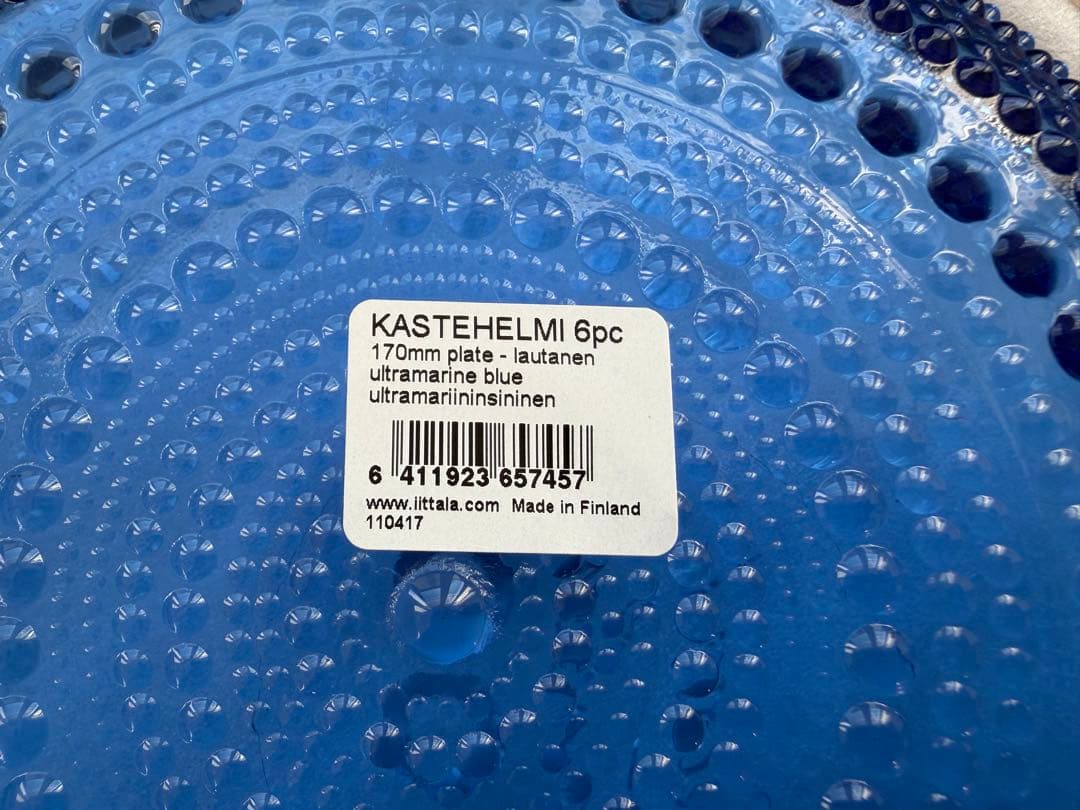 KASTEHELMI 6pc
170mm plate - lautanen
ultramarine blue
ultramariininsininen
6 411923 657457
www.iittala.com Made in Finland
110417